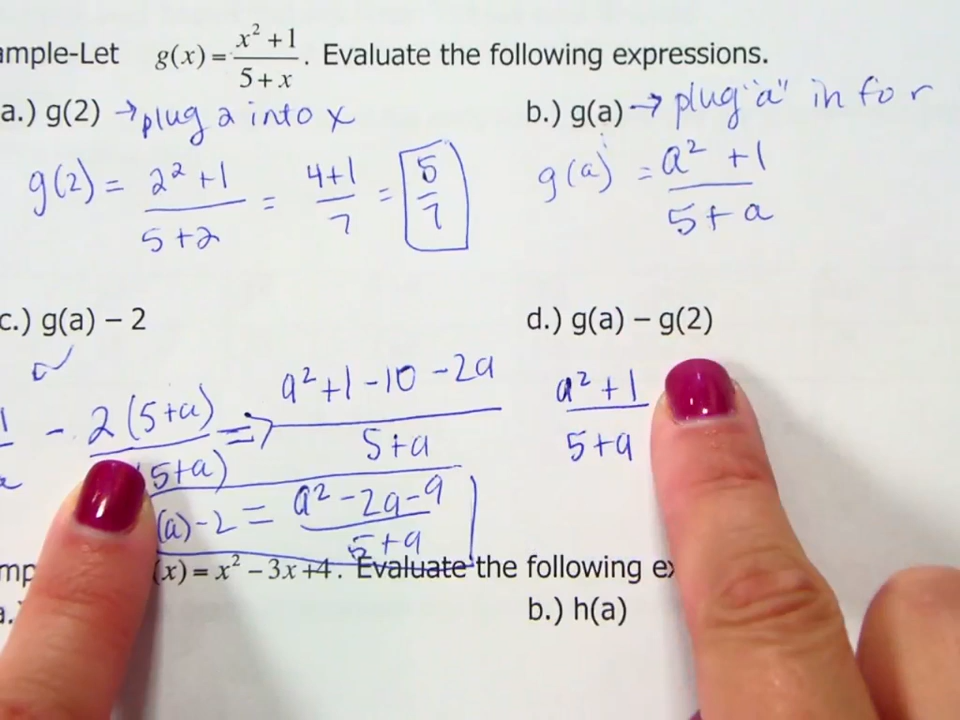 ample-Let g(x) = (x² + 1)/(5 + x). Evaluate the following expressions.
a.) g(2) → plug 2 into x
b.) g(a) → plug "a" in for
g(2) = (2² + 1)/(5 + 2) = (4 + 1)/7 = 5/7
g(a) = (a² + 1)/(5 + a)
c.) g(a) – 2
d.) g(a) – g(2)
1 - 2(5+a)/(5+a) => (a² + 1 - 10 - 2a)/(5 + a)
(a² + 1)/(5 + a)
(a) - 2 = (a² - 2a - 9)/(5 + a)
mp (x) = x² – 3x + 4. Evaluate the following ex
a.
b.) h(a)